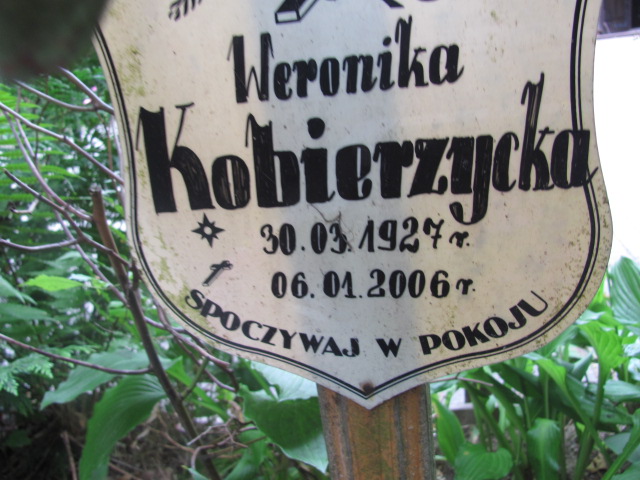 Weronika
Kobierzycka
30.03.1927 r.
06.01.2006 r.
SPOCZYWAJ W POKOJU